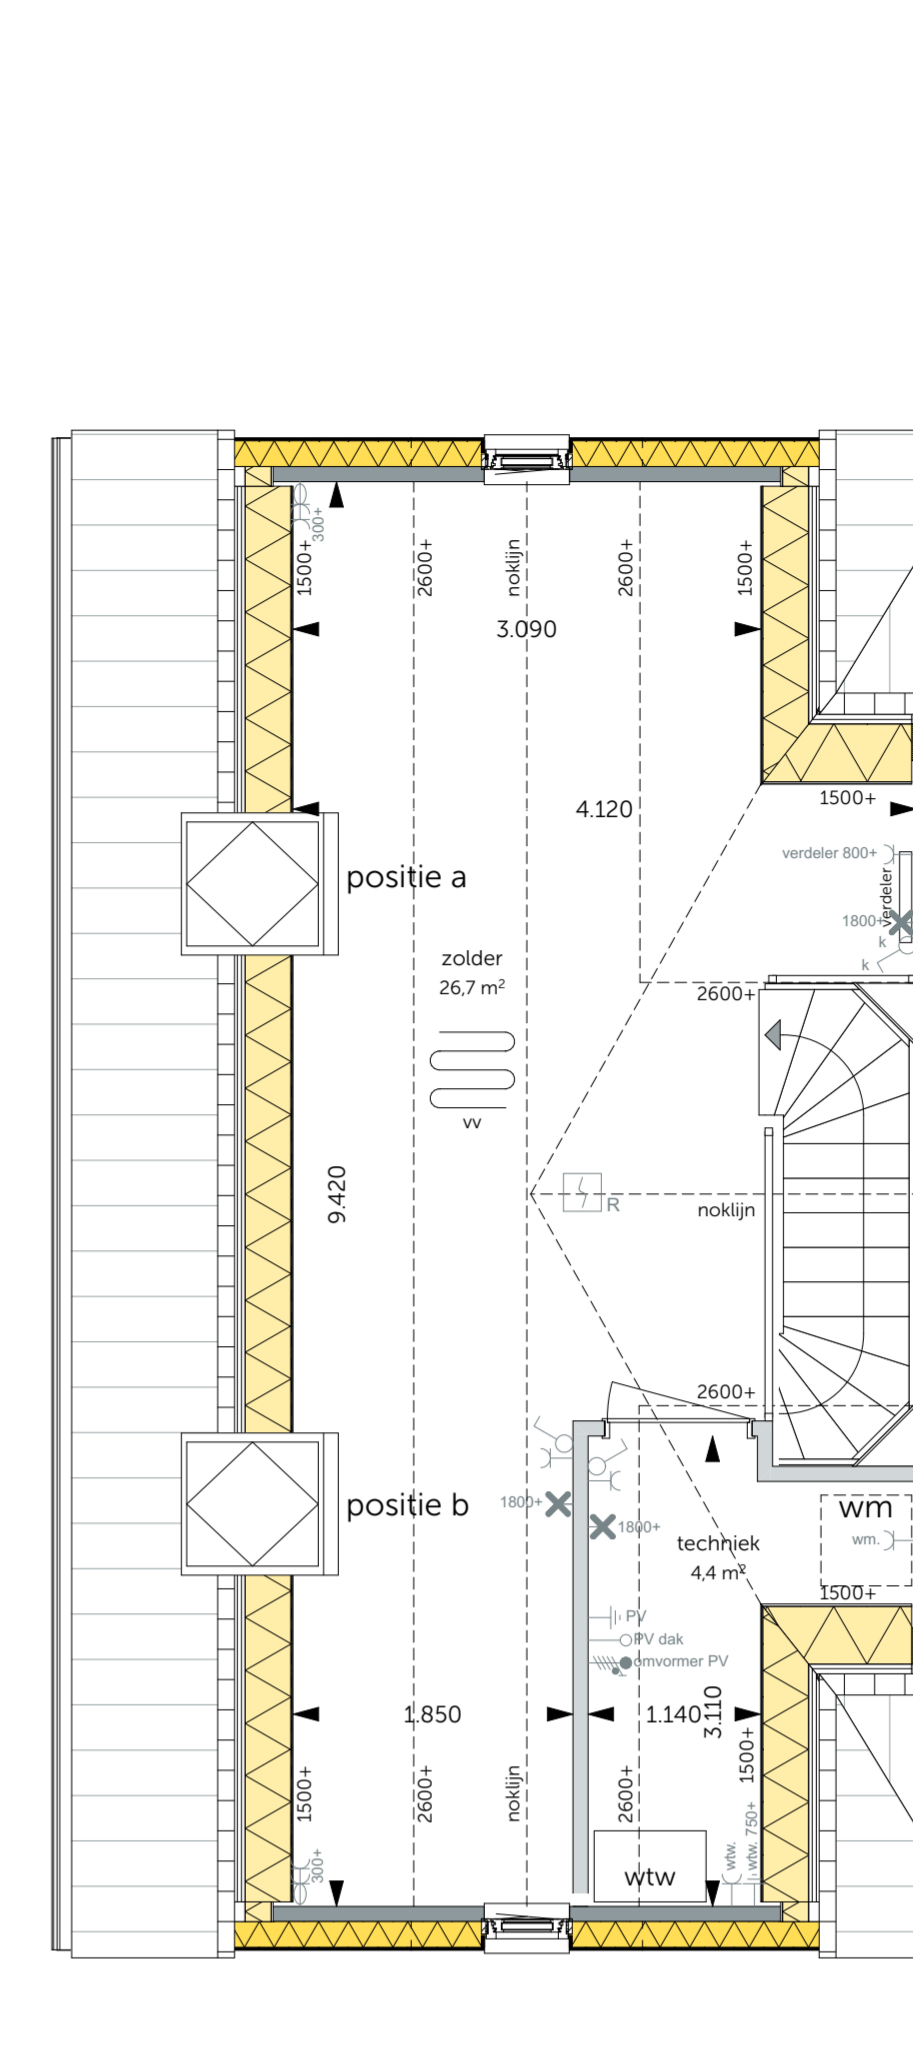 300+
1500+
2600+
noklijn
2600+
1500+
3.090
4.120
1500+
verdeler 800+
verdeler
positie a
1800+
k
k
zolder
26,7 m²
2600+
vv
9.420
R
noklijn
2600+
positie b
1800+
1800+
wm
wm.
techniek
4,4 m²
1500+
PV
PV dak
omvormer PV
1.850
1.140
3.110
1500+
2600+
noklijn
2600+
1500+
300+
wtw
wtw.
wtw. 750+